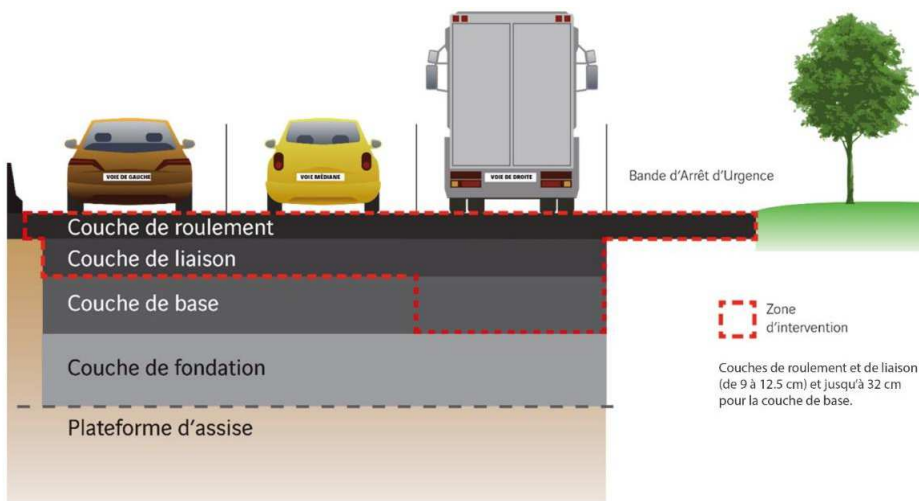 VOIE DE GAUCHE
VOIE MÉDIANE
VOIE DE DROITE
Bande d'Arrêt d'Urgence
Couche de roulement
Couche de liaison
Couche de base
Couche de fondation
Plateforme d'assise
Zone
d'intervention
Couches de roulement et de liaison
(de 9 à 12.5 cm) et jusqu'à 32 cm
pour la couche de base.